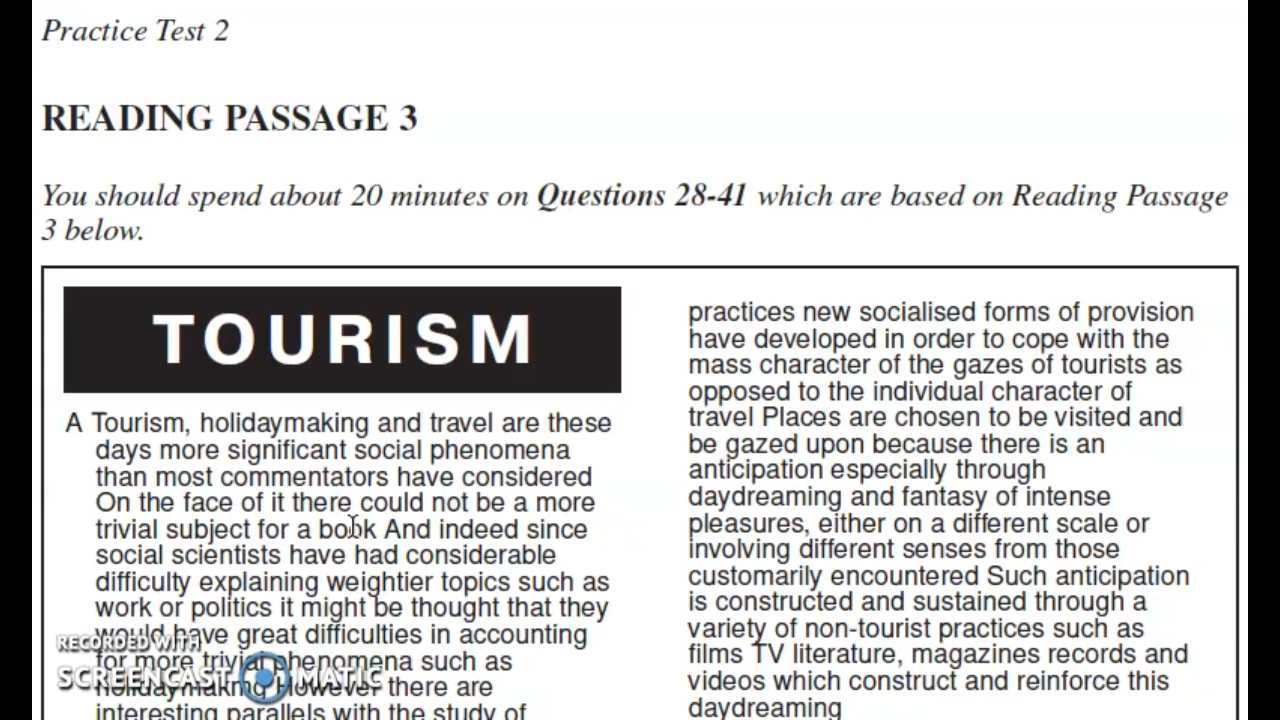 Practice Test 2
READING PASSAGE 3
You should spend about 20 minutes on Questions 28-41 which are based on Reading Passage
3 below.
TOURISM
A Tourism, holidaymaking and travel are these
days more significant social phenomena
than most commentators have considered
On the face of it there could not be a more
trivial subject for a book And indeed since
social scientists have had considerable
difficulty explaining weightier topics such as
work or politics it might be thought that they
would have great difficulties in accounting
for more trivial phenomena such as
holidaymaking However there are
interesting parallels with the study of
practices new socialised forms of provision
have developed in order to cope with the
mass character of the gazes of tourists as
opposed to the individual character of
travel Places are chosen to be visited and
be gazed upon because there is an
anticipation especially through
daydreaming and fantasy of intense
pleasures, either on a different scale or
involving different senses from those
customarily encountered Such anticipation
is constructed and sustained through a
variety of non-tourist practices such as
films TV literature, magazines records and
videos which construct and reinforce this
daydreaming
RECORDED WITH
SCREENCAST MATIC